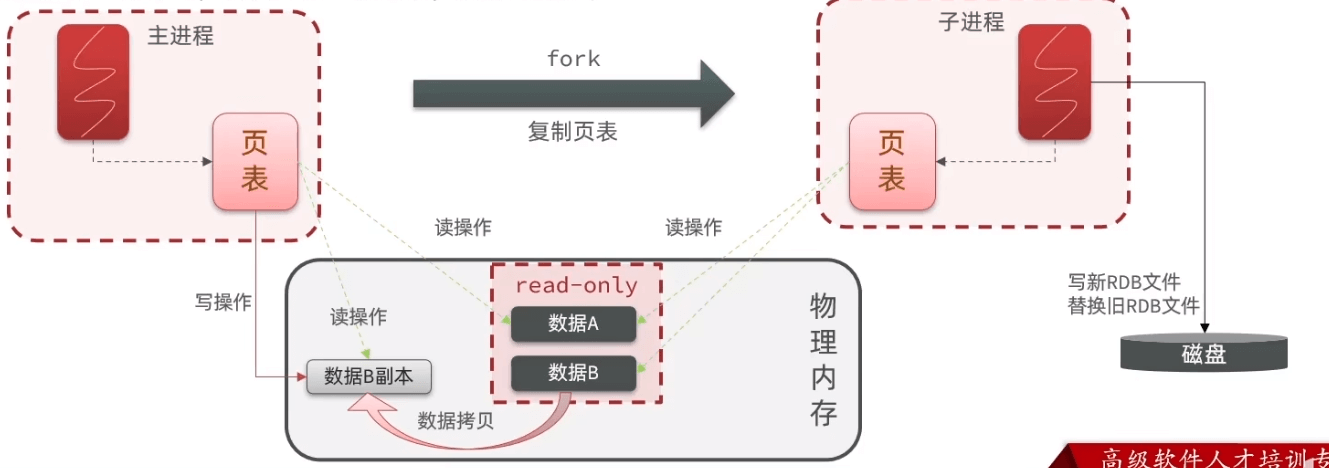 主进程
fork
子进程
复制页表
页
表
页
表
读操作
读操作
写操作
读操作
read-only
数据A
数据B
数据B副本
数据拷贝
物
理
内
存
写新RDB文件
替换旧RDB文件
磁盘
高级软件人才培训专